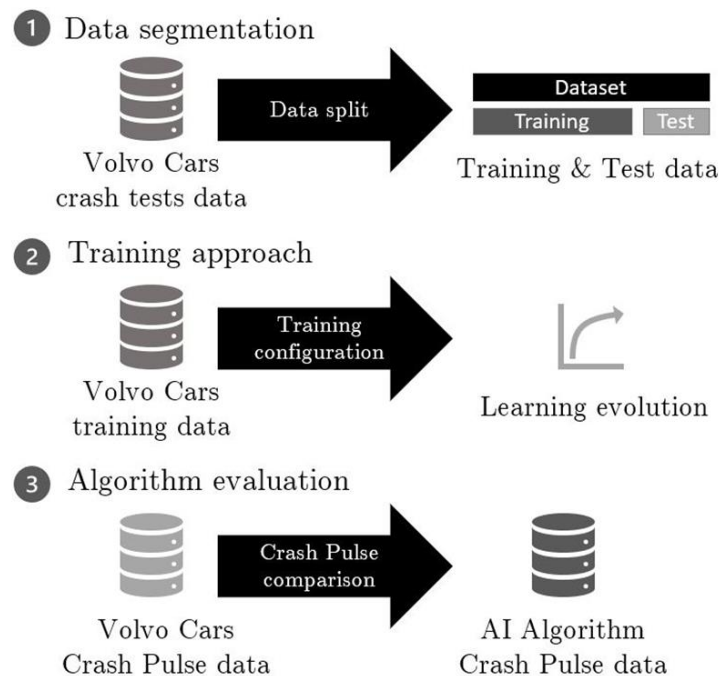 1 Data segmentation
Data split
Dataset
Training Test
Volvo Cars
crash tests data
Training & Test data
2 Training approach
Training
configuration
Volvo Cars
training data
Learning evolution
3 Algorithm evaluation
Crash Pulse
comparison
Volvo Cars
Crash Pulse data
AI Algorithm
Crash Pulse data